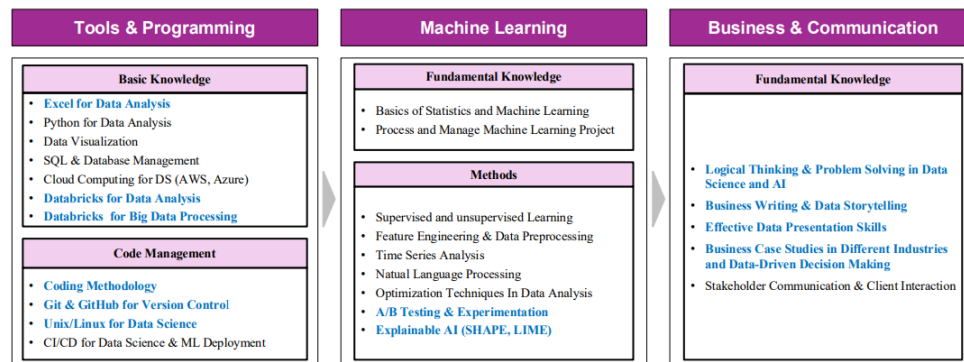 Tools & Programming
Basic Knowledge
• Excel for Data Analysis
• Python for Data Analysis
• Data Visualization
• SQL & Database Management
• Cloud Computing for DS (AWS, Azure)
• Databricks for Data Analysis
• Databricks for Big Data Processing
Code Management
• Coding Methodology
• Git & GitHub for Version Control
• Unix/Linux for Data Science
• CI/CD for Data Science & ML Deployment
Machine Learning
Fundamental Knowledge
• Basics of Statistics and Machine Learning
• Process and Manage Machine Learning Project
Methods
• Supervised and unsupervised Learning
• Feature Engineering & Data Preprocessing
• Time Series Analysis
• Natual Language Processing
• Optimization Techniques In Data Analysis
• A/B Testing & Experimentation
• Explainable AI (SHAPE, LIME)
Business & Communication
Fundamental Knowledge
• Logical Thinking & Problem Solving in Data
Science and AI
• Business Writing & Data Storytelling
• Effective Data Presentation Skills
• Business Case Studies in Different Industries
and Data-Driven Decision Making
• Stakeholder Communication & Client Interaction